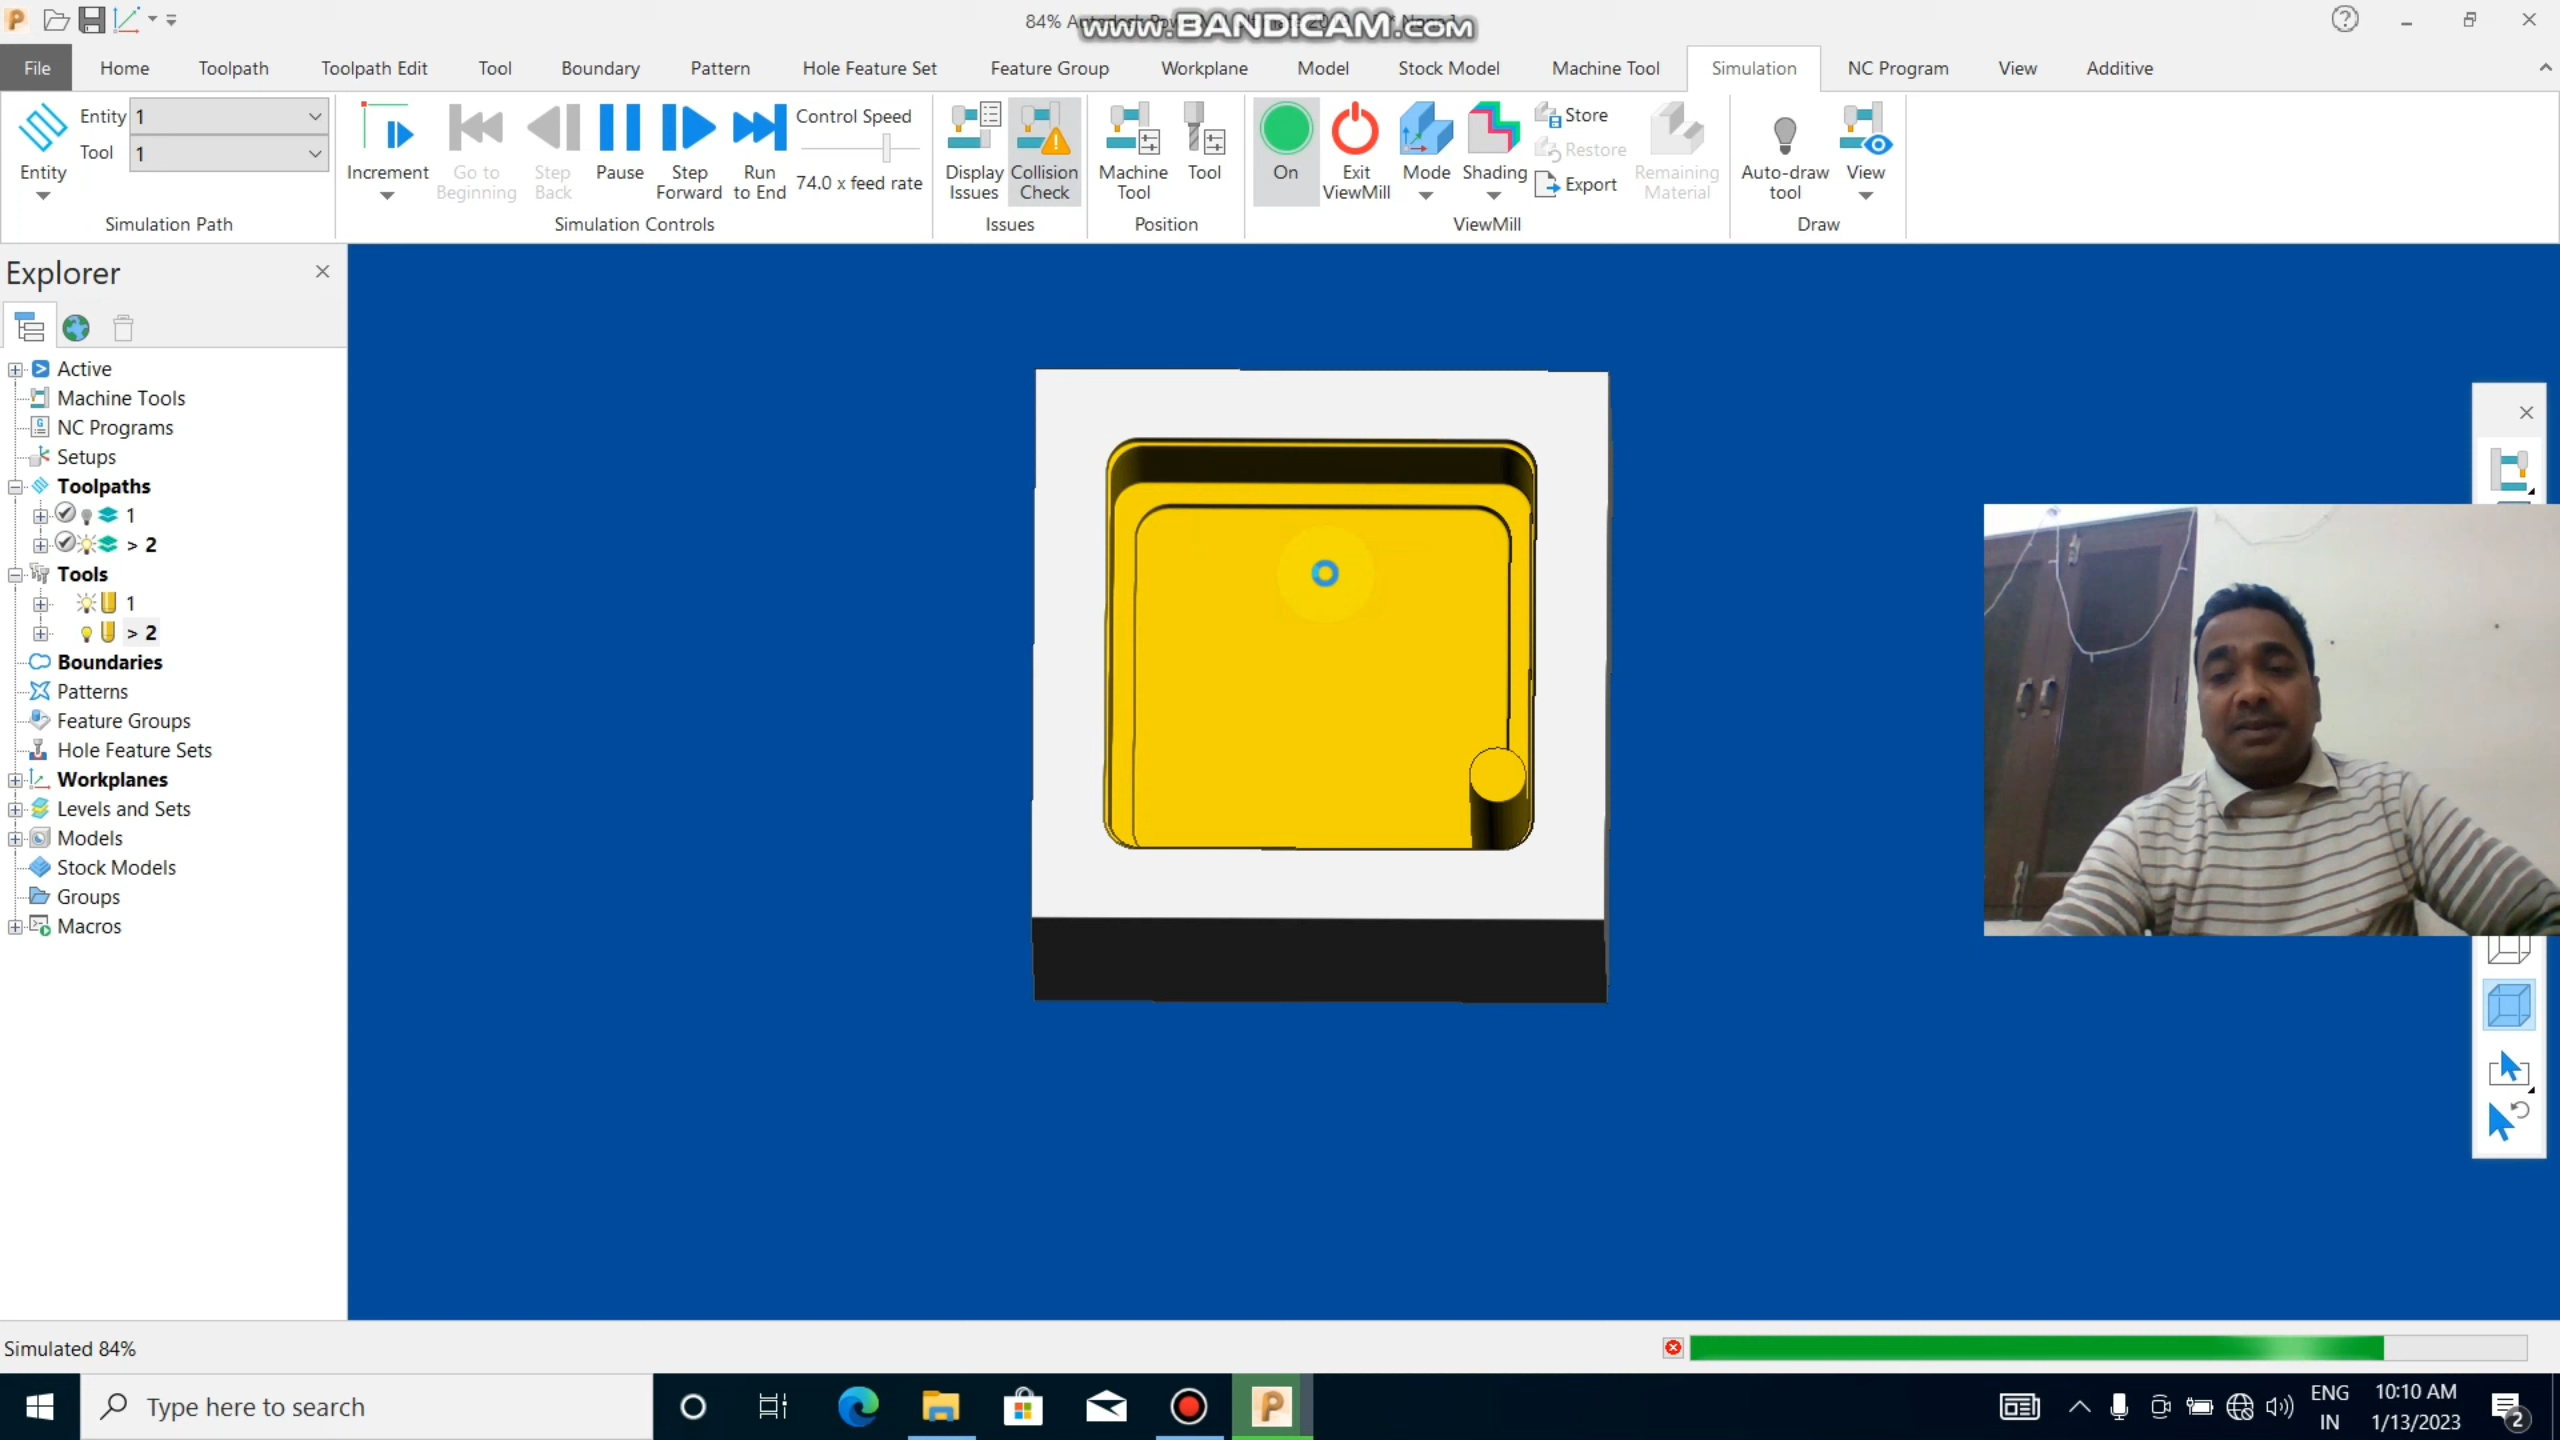 84% Autodesk
www.BANDICAM.com
File Home Toolpath Toolpath Edit Tool Boundary Pattern Hole Feature Set Feature Group Workplane Model Stock Model Machine Tool Simulation NC Program View Additive
Entity 1
Tool 1
Entity
Simulation Path
Increment
Go to Beginning
Step Back
Pause
Step Forward
Run to End
Control Speed
74.0 x feed rate
Simulation Controls
Display Issues
Collision Check
Issues
Machine Tool
Tool
Position
On
Exit ViewMill
Mode
Shading
Store
Restore
Export
Remaining Material
ViewMill
Auto-draw tool
View
Draw
Explorer
Active
Machine Tools
NC Programs
Setups
Toolpaths
1
> 2
Tools
1
> 2
Boundaries
Patterns
Feature Groups
Hole Feature Sets
Workplanes
Levels and Sets
Models
Stock Models
Groups
Macros
Simulated 84%
Type here to search
ENG
IN
10:10 AM
1/13/2023
2